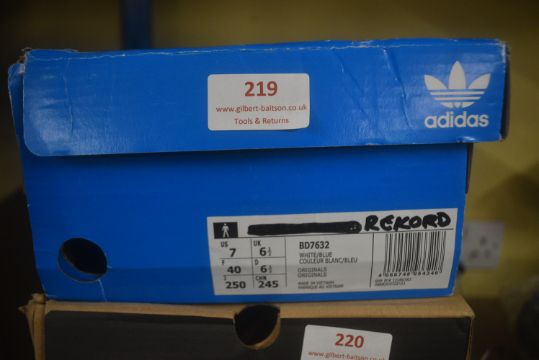 219
www.gilbert-baitson.co.uk
Tools & Returns
adidas
REKORD
US 7 UK 6½
F 40 D 6½
J 250 CHN 245
BD7632
WHITE/BLUE
COULEUR BLANC/BLEU
ORIGINALS
ORIGINALS
MADE IN VIETNAM
FABRIQUE AU VIETNAM
220
www.gilbert-baitson.co.uk